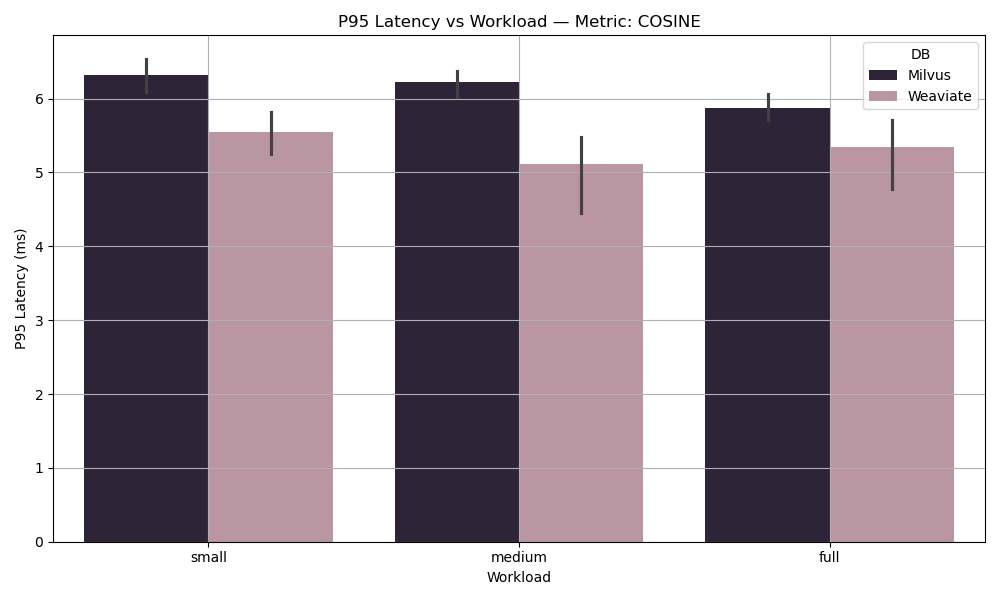 P95 Latency vs Workload — Metric: COSINE
DB
Milvus
Weaviate
P95 Latency (ms)
6
5
4
3
2
1
0
small medium full
Workload